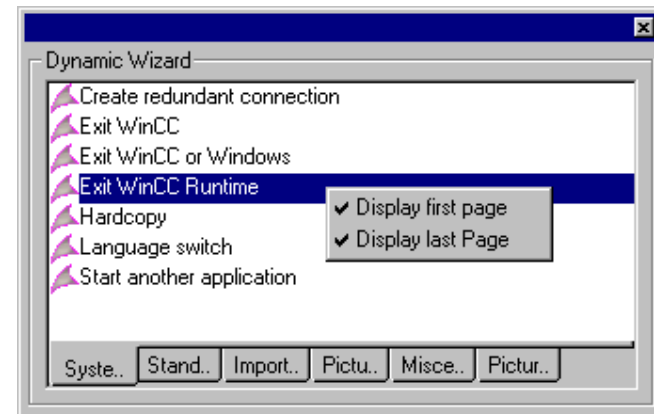 Dynamic Wizard
Create redundant connection
Exit WinCC
Exit WinCC or Windows
Exit WinCC Runtime
Display first page
Hardcopy
Display last Page
Language switch
Start another application
Syste.. Stand.. Import.. Pictu.. Misce.. Pictur..